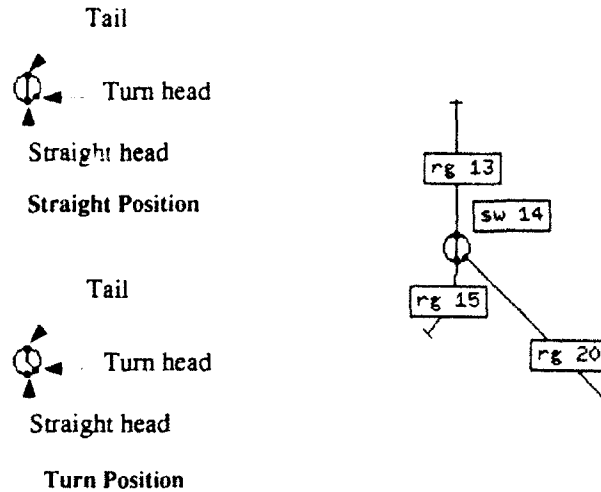 Tail
Turn head
Straight head
Straight Position
Tail
Turn head
Straight head
Turn Position
rg 13
sw 14
rg 15
rg 20